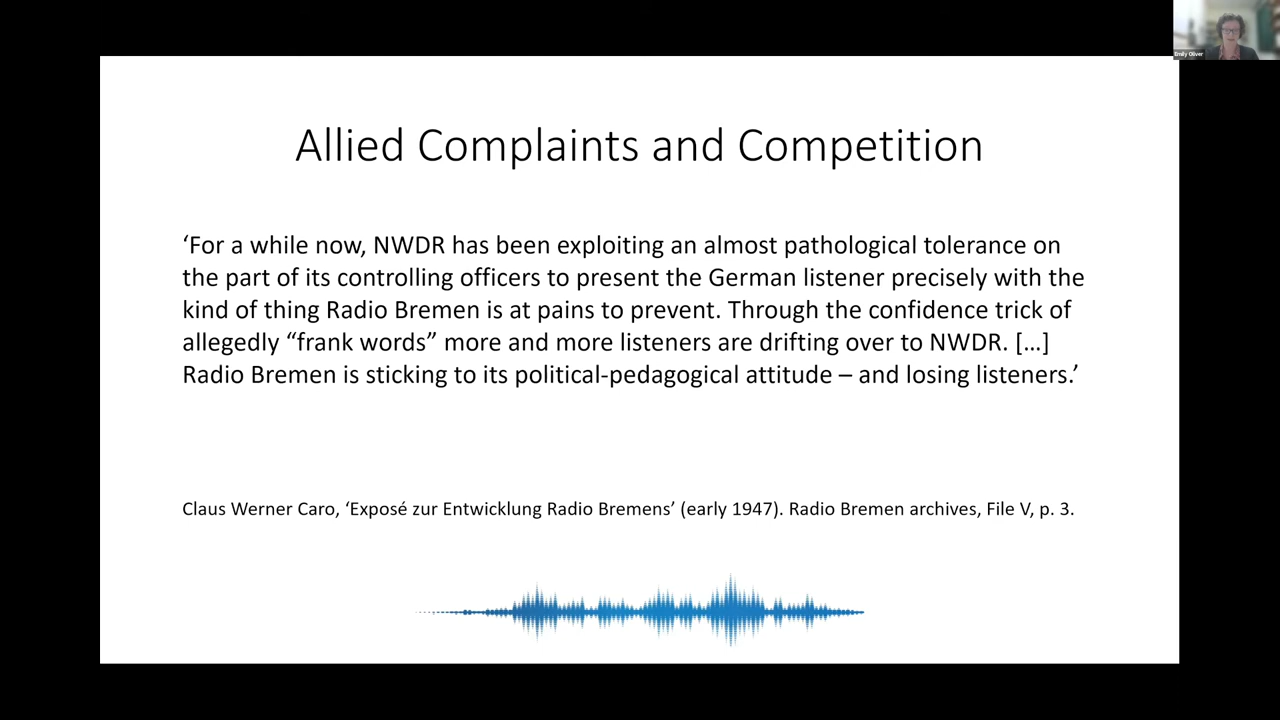 Emily Oliver
Allied Complaints and Competition
‘For a while now, NWDR has been exploiting an almost pathological tolerance on
the part of its controlling officers to present the German listener precisely with the
kind of thing Radio Bremen is at pains to prevent. Through the confidence trick of
allegedly “frank words” more and more listeners are drifting over to NWDR. […]
Radio Bremen is sticking to its political-pedagogical attitude – and losing listeners.’
Claus Werner Caro, ‘Exposé zur Entwicklung Radio Bremens’ (early 1947). Radio Bremen archives, File V, p. 3.